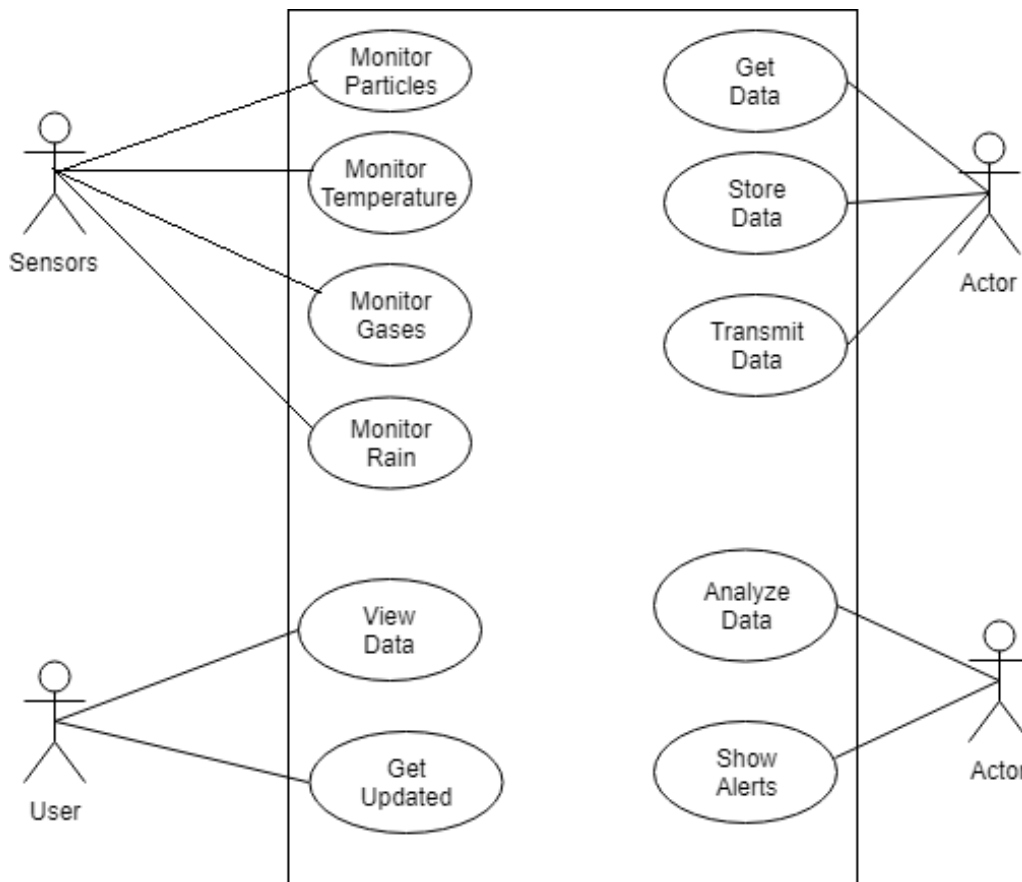 Monitor
Particles
Monitor
Temperature
Monitor
Gases
Monitor
Rain
Sensors
Get
Data
Store
Data
Transmit
Data
Actor
View
Data
Get
Updated
User
Analyze
Data
Show
Alerts
Actor